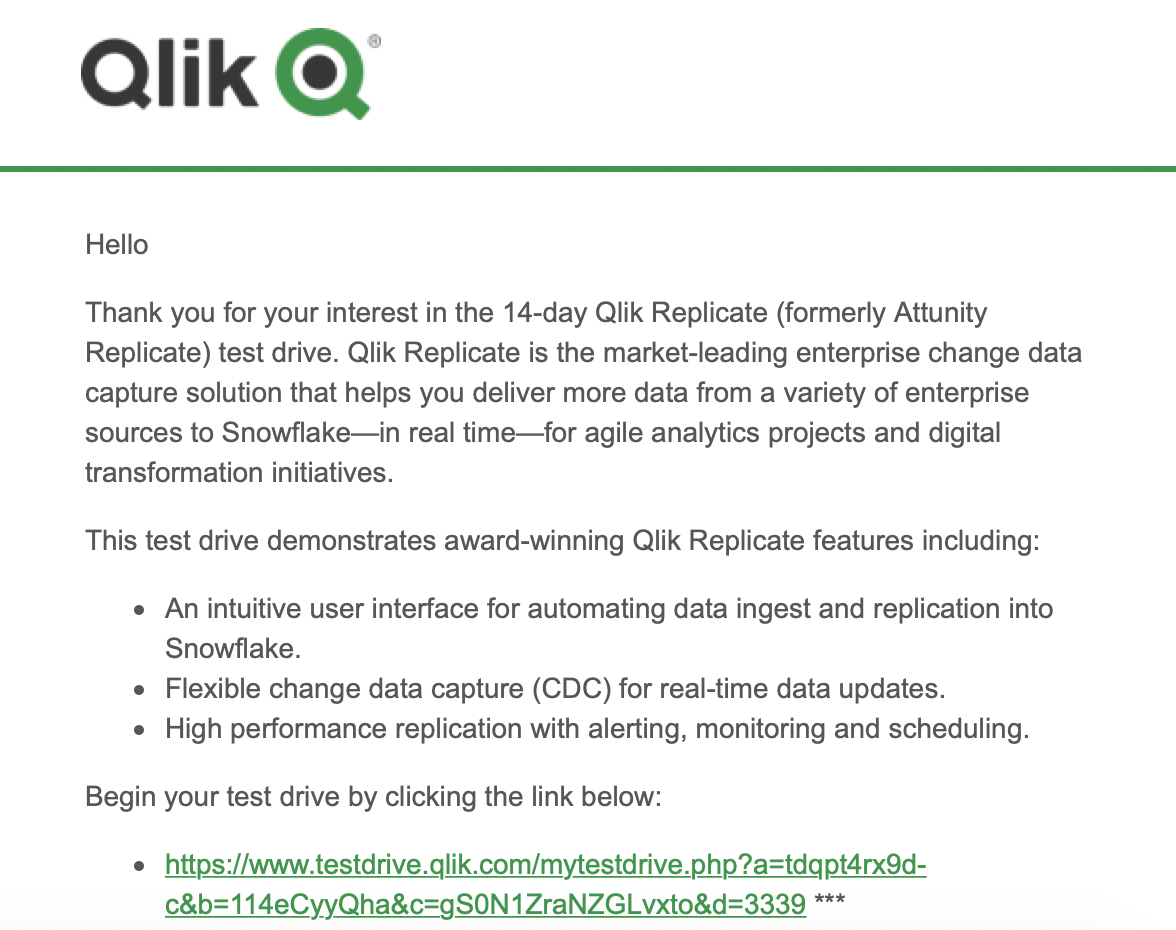 Qlik Q®
Hello
Thank you for your interest in the 14-day Qlik Replicate (formerly Attunity
Replicate) test drive. Qlik Replicate is the market-leading enterprise change data
capture solution that helps you deliver more data from a variety of enterprise
sources to Snowflake—in real time—for agile analytics projects and digital
transformation initiatives.
This test drive demonstrates award-winning Qlik Replicate features including:
• An intuitive user interface for automating data ingest and replication into
Snowflake.
• Flexible change data capture (CDC) for real-time data updates.
• High performance replication with alerting, monitoring and scheduling.
Begin your test drive by clicking the link below:
• https://www.testdrive.qlik.com/mytestdrive.php?a=tdqpt4rx9d-
c&b=114eCyyQha&c=gS0N1ZraNZGLvxto&d=3339 ***